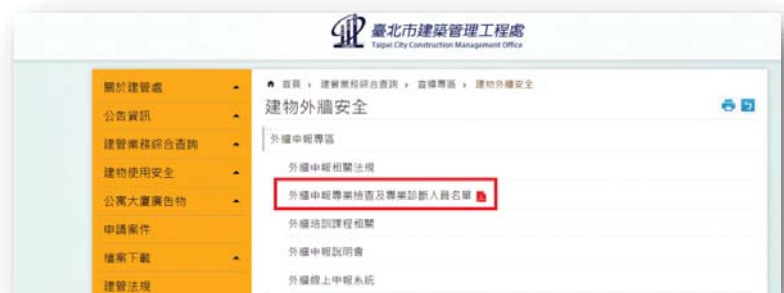 臺北市建築管理工程處
Taipei City Construction Management Office
關於建管處
公告資訊
建管業務綜合查詢
建物使用安全
公寓大廈廣告物
申請案件
檔案下載
建管法規
首頁 › 建管業務綜合查詢 › 宣導專區 › 建物外牆安全
建物外牆安全
外牆申報專區
外牆申報相關法規
外牆申報專業檢查及專業診斷人員名單
外牆培訓課程相關
外牆申報說明會
外牆線上申報系統